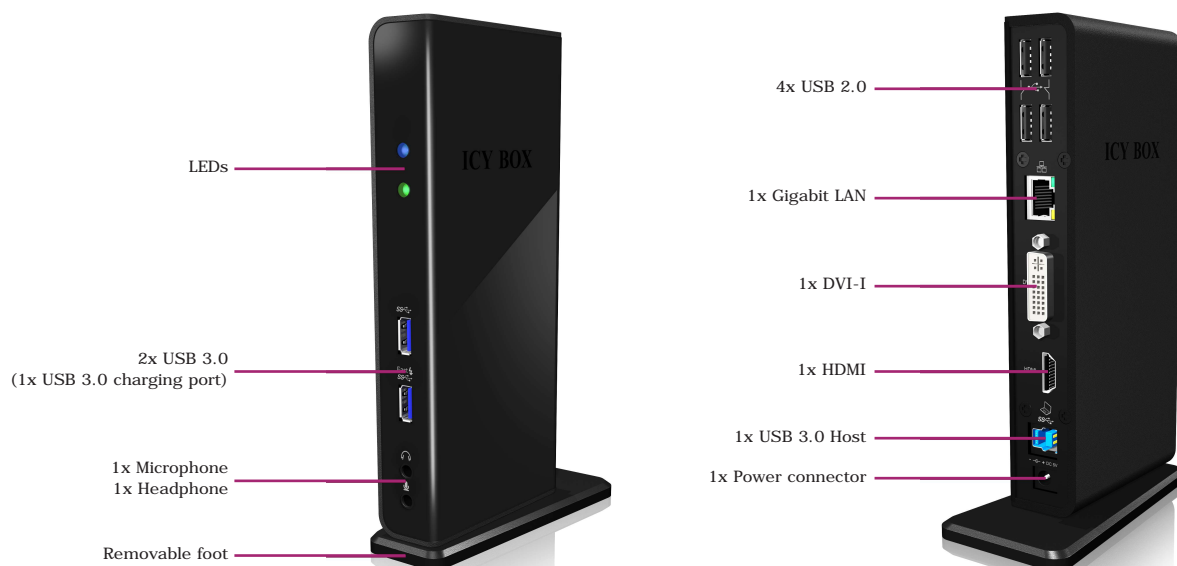 LEDs
ICY BOX
2x USB 3.0
(1x USB 3.0 charging port)
1x Microphone
1x Headphone
Removable foot
4x USB 2.0
ICY BOX
1x Gigabit LAN
1x DVI-I
1x HDMI
HDMI
1x USB 3.0 Host
1x Power connector